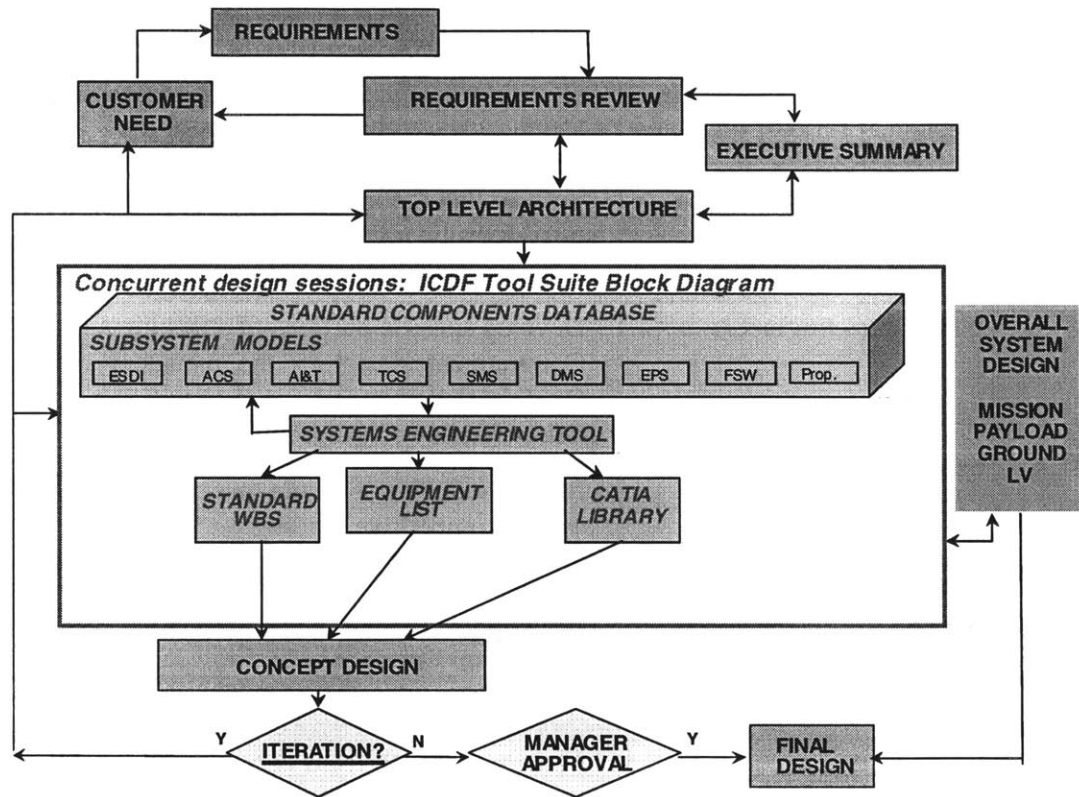 REQUIREMENTS
CUSTOMER
NEED
REQUIREMENTS REVIEW
EXECUTIVE SUMMARY
TOP LEVEL ARCHITECTURE
Concurrent design sessions: ICDF Tool Suite Block Diagram
STANDARD COMPONENTS DATABASE
SUBSYSTEM MODELS
ESDI
ACS
AI&T
TCS
SMS
DMS
EPS
FSW
Prop.
OVERALL
SYSTEM
DESIGN
MISSION
PAYLOAD
GROUND
LV
SYSTEMS ENGINEERING TOOL
STANDARD
WBS
EQUIPMENT
LIST
CATIA
LIBRARY
CONCEPT DESIGN
Y
ITERATION?
N
MANAGER
APPROVAL
Y
FINAL
DESIGN